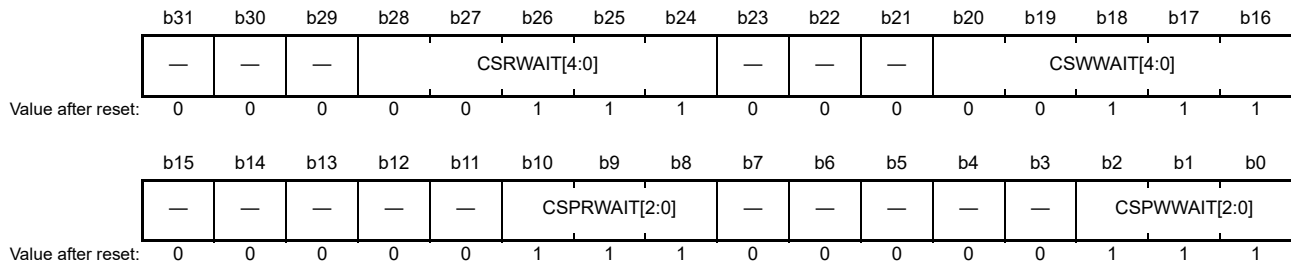 b31 b30 b29 b28 b27 b26 b25 b24 b23 b22 b21 b20 b19 b18 b17 b16
— — — CSRWAIT[4:0] — — — CSWWAIT[4:0]
Value after reset: 0 0 0 0 0 1 1 1 0 0 0 0 0 1 1 1
b15 b14 b13 b12 b11 b10 b9 b8 b7 b6 b5 b4 b3 b2 b1 b0
— — — — — CSPRWAIT[2:0] — — — — — CSPWWAIT[2:0]
Value after reset: 0 0 0 0 0 1 1 1 0 0 0 0 0 1 1 1